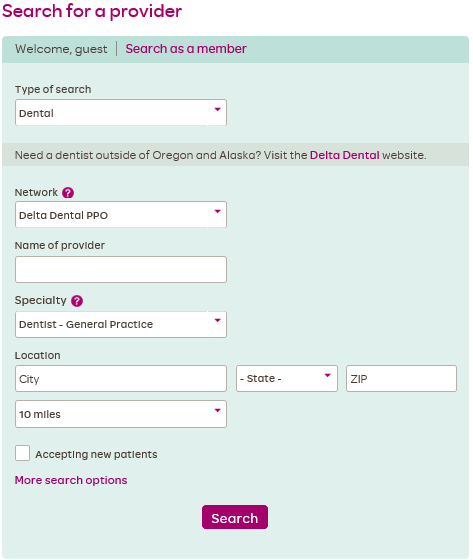 Search for a provider
Welcome, guest | Search as a member
Type of search
Dental
Need a dentist outside of Oregon and Alaska? Visit the Delta Dental website.
Network ?
Delta Dental PPO
Name of provider
Specialty ?
Dentist - General Practice
Location
City - State - ZIP
10 miles
Accepting new patients
More search options
Search